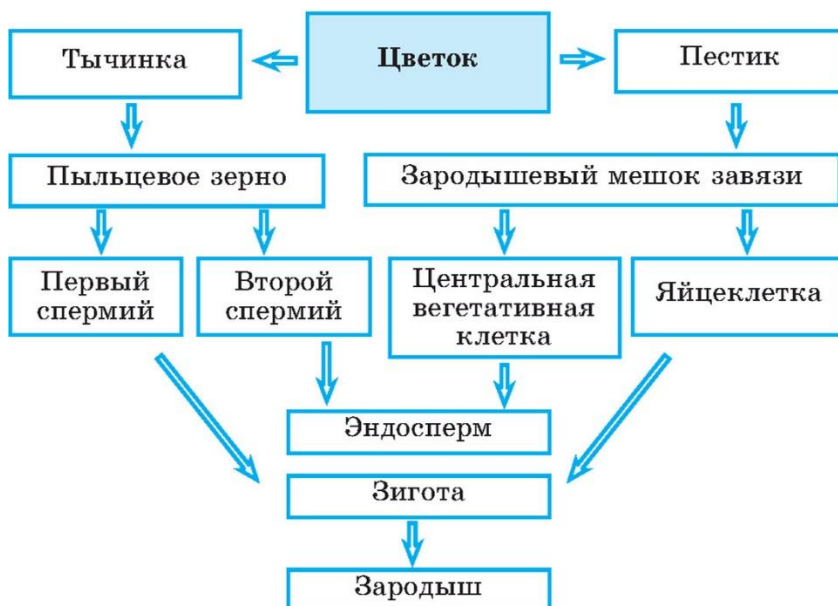 Тычинка
Цветок
Пестик
Пыльцевое зерно
Зародышевый мешок завязи
Первый
спермий
Второй
спермий
Центральная
вегетативная
клетка
Яйцеклетка
Эндосперм
Зигота
Зародыш